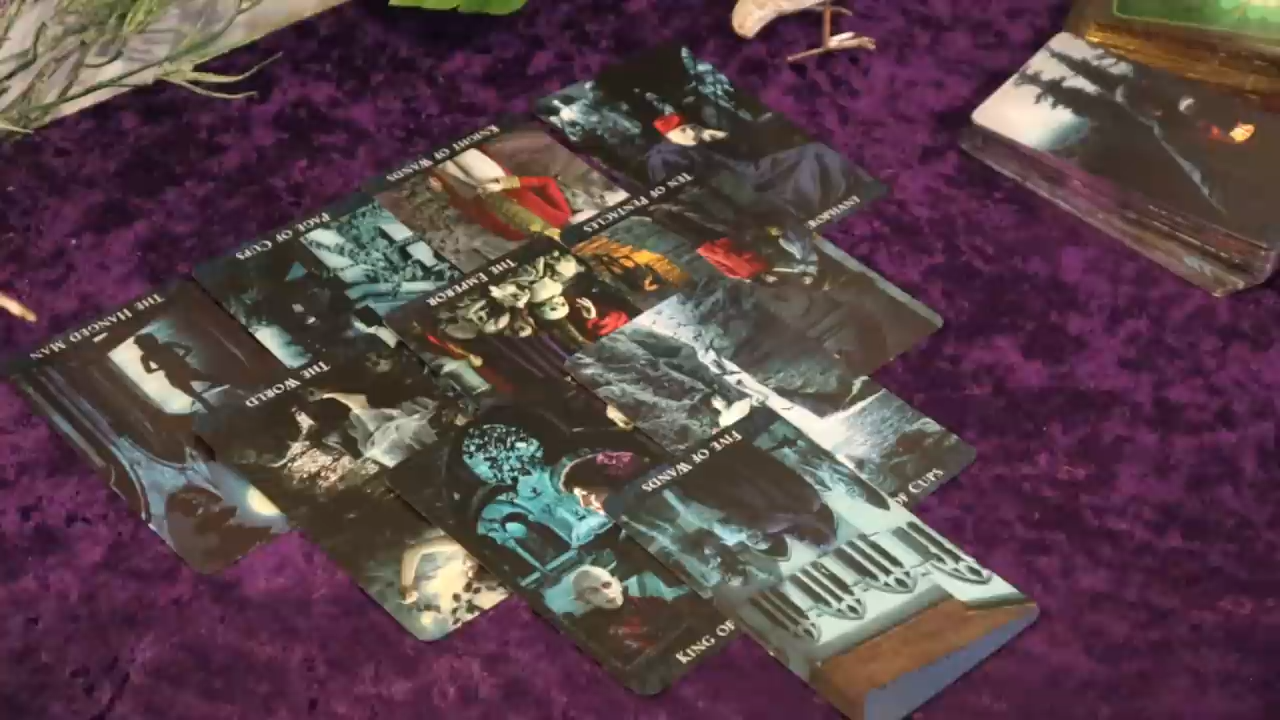 KNIGHT OF WANDS
TEN OF PENTACLES
PAGE OF CUPS
THE EMPEROR
THE HANGED MAN
THE WORLD
FIVE OF WANDS
OF CUPS
KING OF